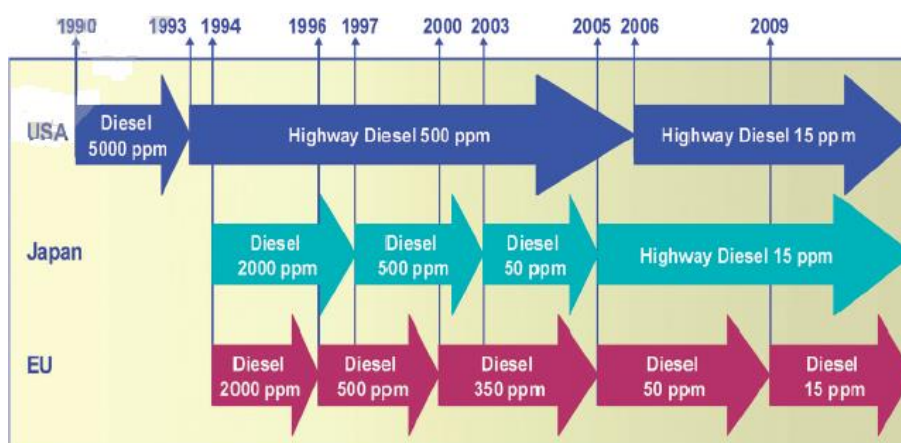 1990 1993 1994 1996 1997 2000 2003 2005 2006 2009
USA
Diesel
5000 ppm
Highway Diesel 500 ppm
Highway Diesel 15 ppm
Japan
Diesel
2000 ppm
Diesel
500 ppm
Diesel
50 ppm
Highway Diesel 15 ppm
EU
Diesel
2000 ppm
Diesel
500 ppm
Diesel
350 ppm
Diesel
50 ppm
Diesel
15 ppm